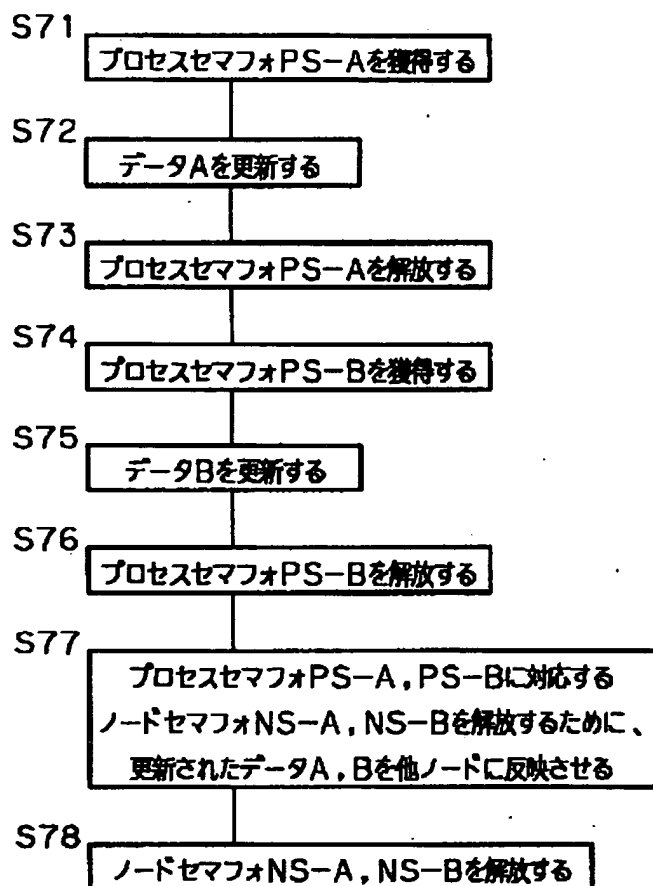 S71
プロセスセマフォPS-Aを獲得する
S72
データAを更新する
S73
プロセスセマフォPS-Aを解放する
S74
プロセスセマフォPS-Bを獲得する
S75
データBを更新する
S76
プロセスセマフォPS-Bを解放する
S77
プロセスセマフォPS-A,PS-Bに対応する
ノードセマフォNS-A,NS-Bを解放するために、
更新されたデータA,Bを他ノードに反映させる
S78
ノードセマフォNS-A,NS-Bを解放する